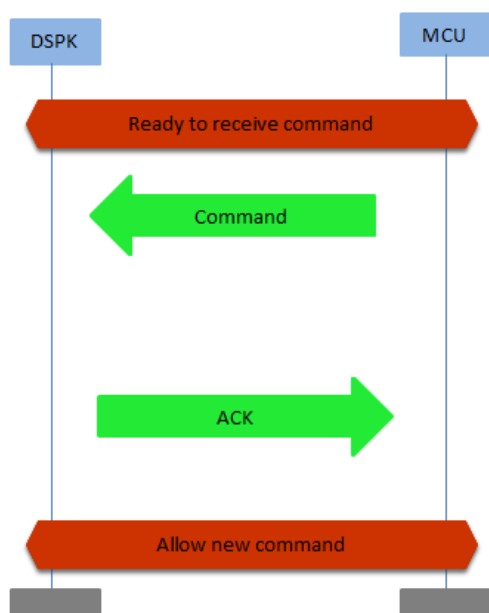 DSPK
MCU
Ready to receive command
Command
ACK
Allow new command